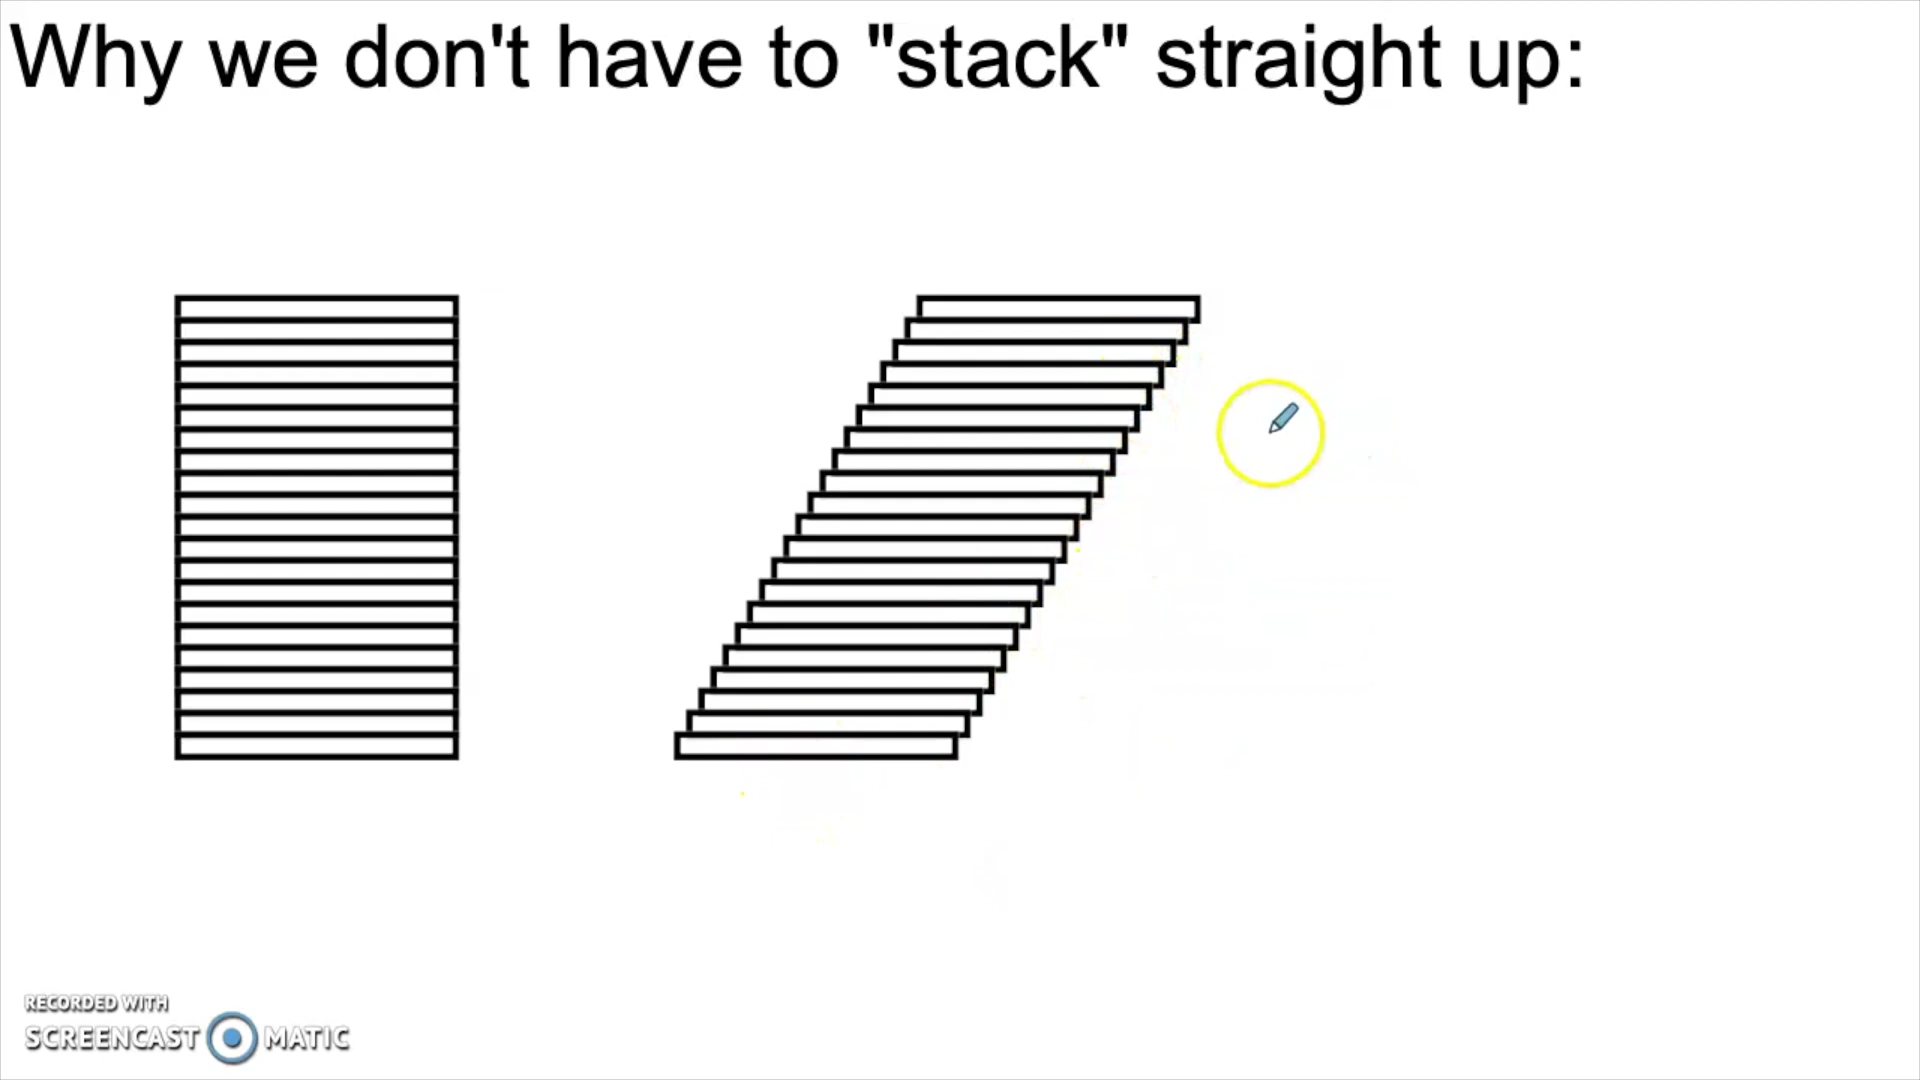 Why we don't have to "stack" straight up:
RECORDED WITH
SCREENCAST MATIC